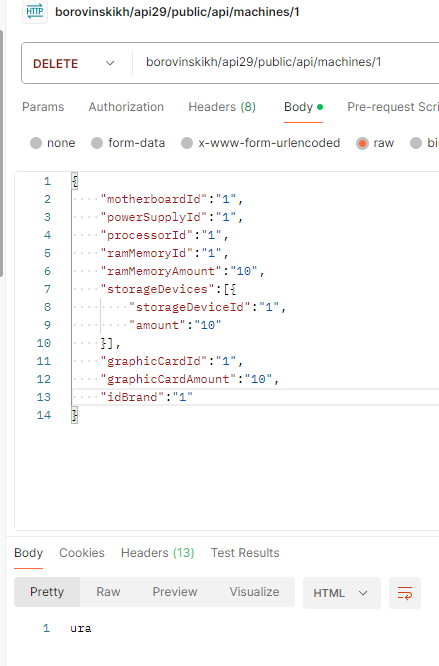 HTTP borovinskikh/api29/public/api/machines/1
DELETE borovinskikh/api29/public/api/machines/1
Params Authorization Headers (8) Body Pre-request Scri
none form-data x-www-form-urlencoded raw bi
1 {
2 "motherboardId":"1",
3 "powerSupplyId":"1",
4 "processorId":"1",
5 "ramMemoryId":"1",
6 "ramMemoryAmount":"10",
7 "storageDevices":[{
8 "storageDeviceId":"1",
9 "amount":"10"
10 }],
11 "graphicCardId":"1",
12 "graphicCardAmount":"10",
13 "idBrand":"1"
14 }
Body Cookies Headers (13) Test Results
Pretty Raw Preview Visualize HTML
1 ura